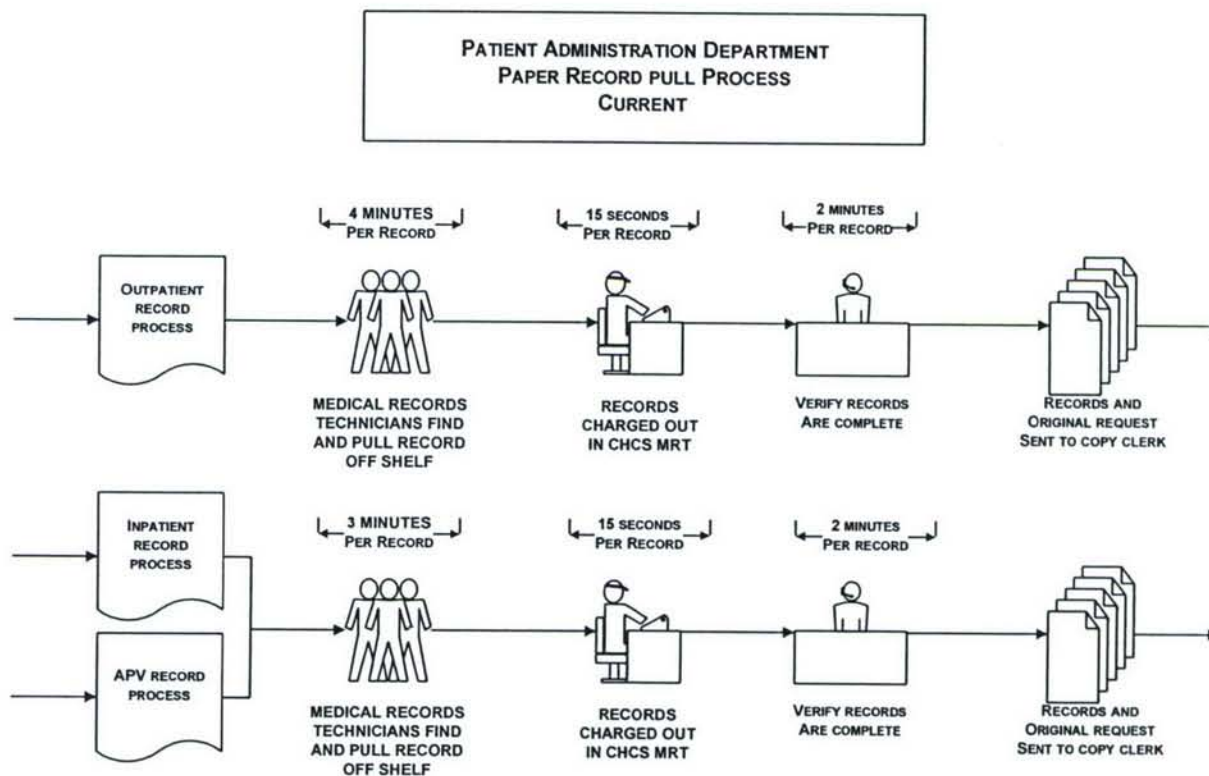 PATIENT ADMINISTRATION DEPARTMENT
PAPER RECORD PULL PROCESS
CURRENT
4 MINUTES
PER RECORD
15 SECONDS
PER RECORD
2 MINUTES
PER RECORD
OUTPATIENT
RECORD
PROCESS
MEDICAL RECORDS
TECHNICIANS FIND
AND PULL RECORD
OFF SHELF
RECORDS
CHARGED OUT
IN CHCS MRT
VERIFY RECORDS
ARE COMPLETE
RECORDS AND
ORIGINAL REQUEST
SENT TO COPY CLERK
INPATIENT
RECORD
PROCESS
APV RECORD
PROCESS
3 MINUTES
PER RECORD
15 SECONDS
PER RECORD
2 MINUTES
PER RECORD
MEDICAL RECORDS
TECHNICIANS FIND
AND PULL RECORD
OFF SHELF
RECORDS
CHARGED OUT
IN CHCS MRT
VERIFY RECORDS
ARE COMPLETE
RECORDS AND
ORIGINAL REQUEST
SENT TO COPY CLERK